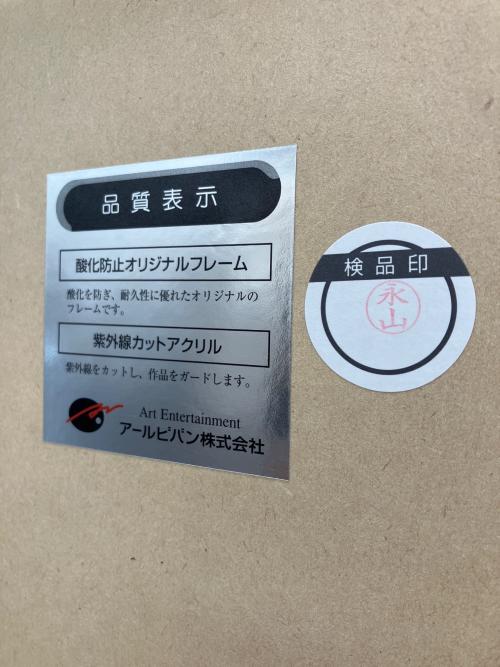 品質表示
酸化防止オリジナルフレーム
酸化を防ぎ、耐久性に優れたオリジナルの
フレームです。
紫外線カットアクリル
紫外線をカットし、作品をガードします。
Art Entertainment
アールビバン株式会社
検品印
永山